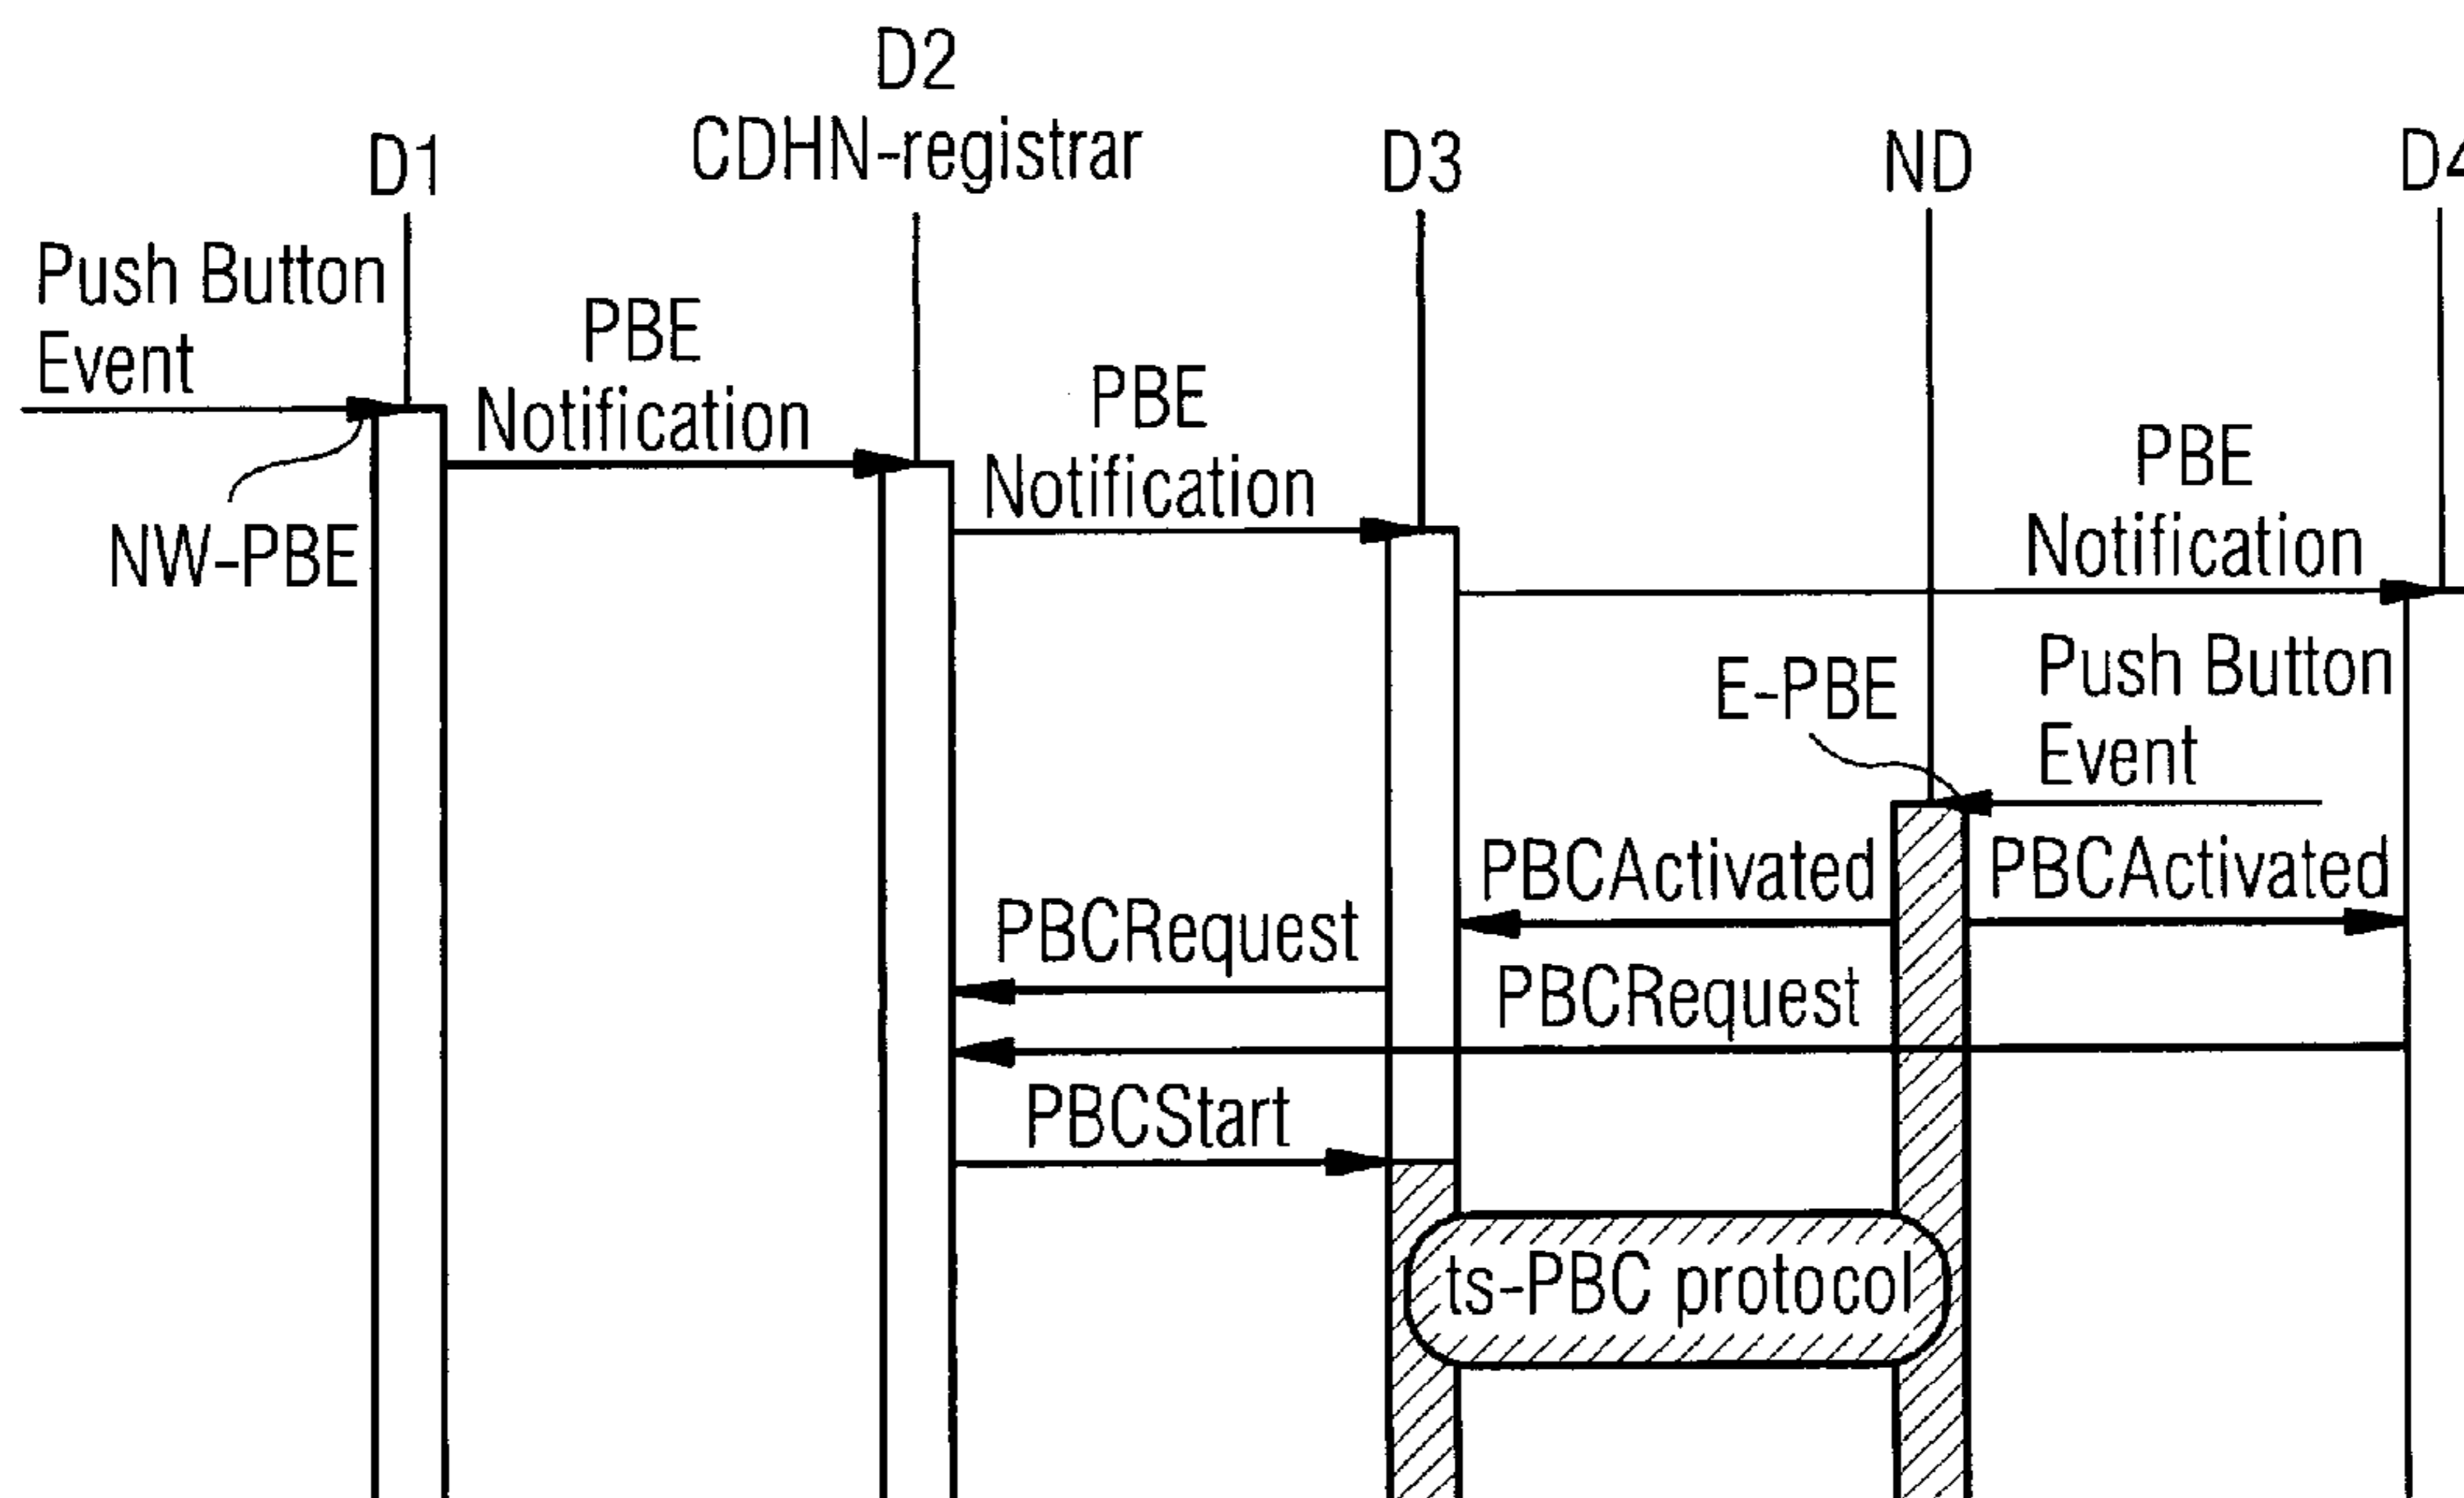 D2
CDHN-registrar
D1
D3
ND
D4
Push Button
Event
PBE
Notification
PBE
Notification
PBE
Notification
NW-PBE
E-PBE
Push Button
Event
PBCActivated
PBCActivated
PBCRequest
PBCRequest
PBCStart
ts-PBC protocol